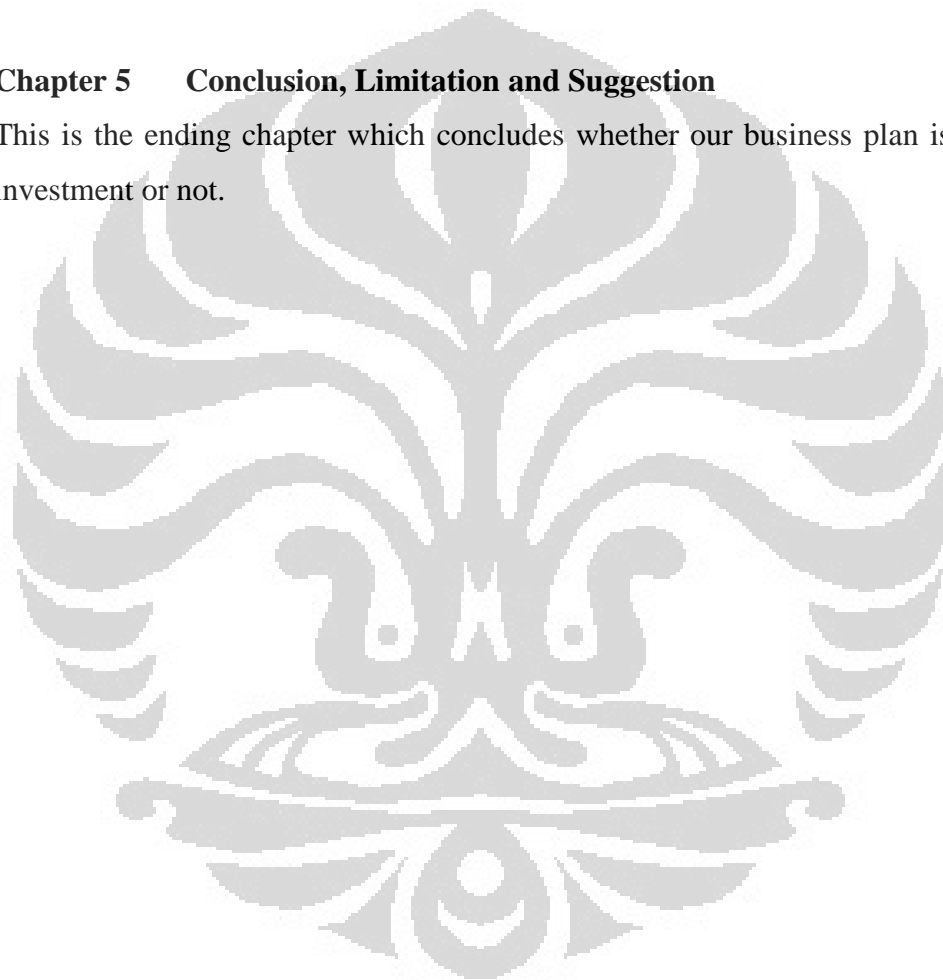 Chapter 5 Conclusion, Limitation and Suggestion
This is the ending chapter which concludes whether our business plan is
investment or not.